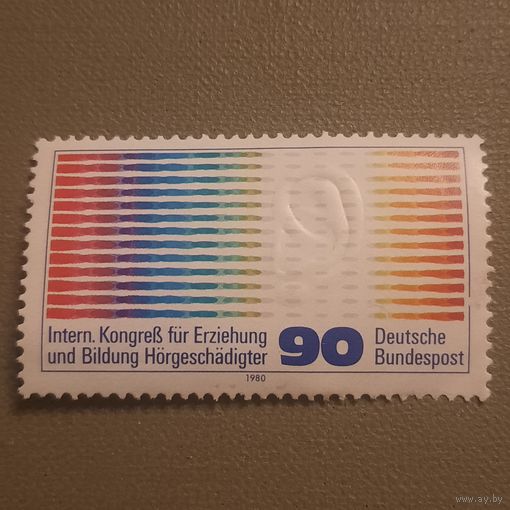 Intern. Kongreß für Erziehung
und Bildung Hörgeschädigter
90
Deutsche
Bundespost
1980
www.ay.by